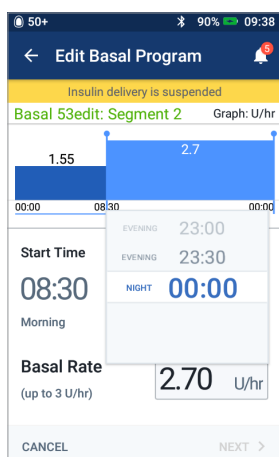 50+ 90% 09:38
Edit Basal Program 5
Insulin delivery is suspended
Basal 53edit: Segment 2 Graph: U/hr
1.55 2.7
00:00 08:30 00:00
EVENING 23:00
Start Time EVENING 23:30
08:30 NIGHT 00:00
Morning
Basal Rate 2.70 U/hr
(up to 3 U/hr)
CANCEL NEXT